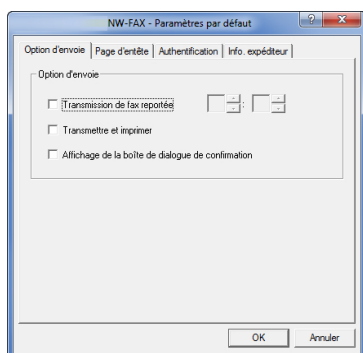 NW-FAX - Paramètres par défaut
Option d'envoie Page d'entête Authentification Info. expéditeur
Option d'envoie
Transmission de fax reportée :
Transmettre et imprimer
Affichage de la boîte de dialogue de confirmation
OK Annuler